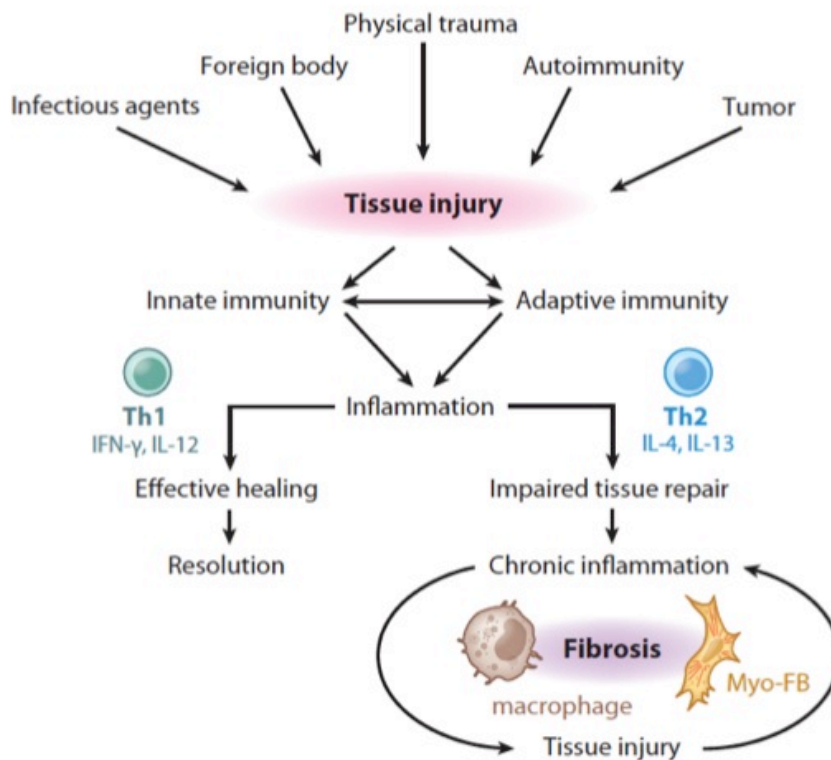 Physical trauma
Foreign body
Autoimmunity
Infectious agents
Tumor
Tissue injury
Innate immunity
Adaptive immunity
Inflammation
Th1
IFN-γ, IL-12
Th2
IL-4, IL-13
Effective healing
Impaired tissue repair
Resolution
Chronic inflammation
Fibrosis
Myo-FB
macrophage
Tissue injury